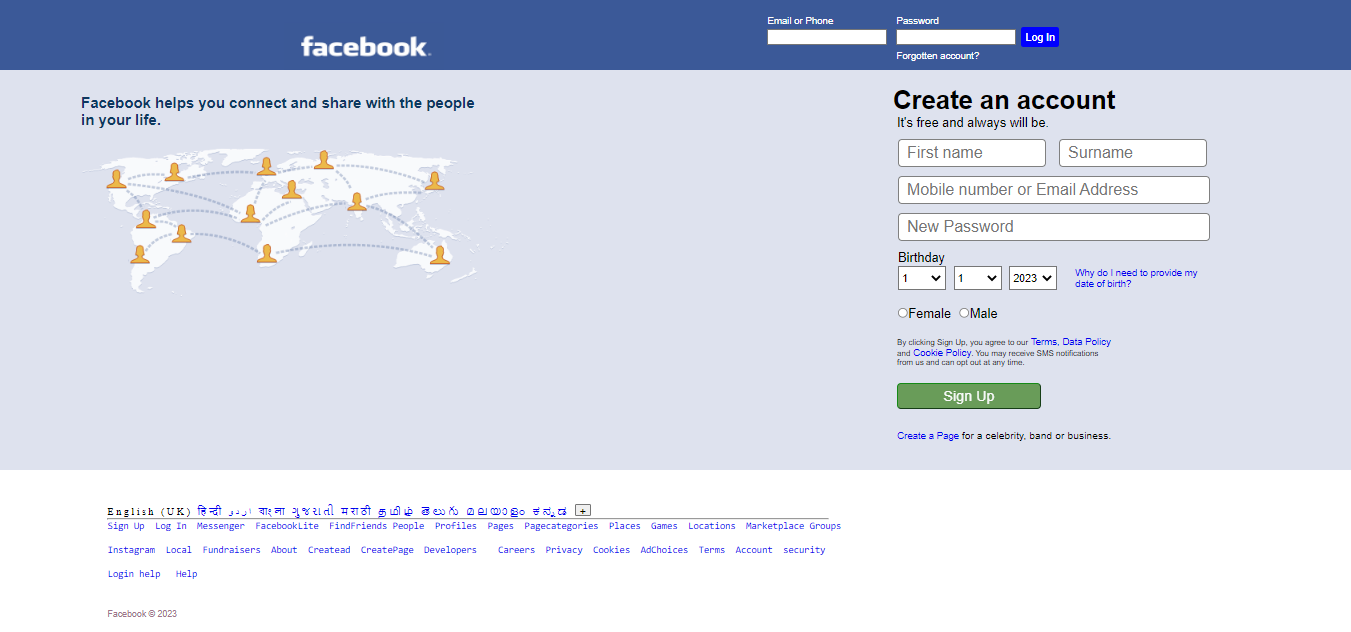 facebook
Email or Phone
Password
Log In
Forgotten account?
Facebook helps you connect and share with the people
in your life.
Create an account
It's free and always will be.
First name
Surname
Mobile number or Email Address
New Password
Birthday
1
1
2023
Why do I need to provide my
date of birth?
Female
Male
By clicking Sign Up, you agree to our Terms, Data Policy
and Cookie Policy. You may receive SMS notifications
from us and can opt out at any time.
Sign Up
Create a Page for a celebrity, band or business.
English (UK) हिन्दी اردو বাংলা ગુજરાતી मराठी தமிழ் తెలుగు മലയാളം ಕನ್ನಡ +
Sign Up Log In Messenger FacebookLite FindFriends People Profiles Pages Pagecategories Places Games Locations Marketplace Groups
Instagram Local Fundraisers About Createad CreatePage Developers Careers Privacy Cookies AdChoices Terms Account security
Login help Help
Facebook © 2023